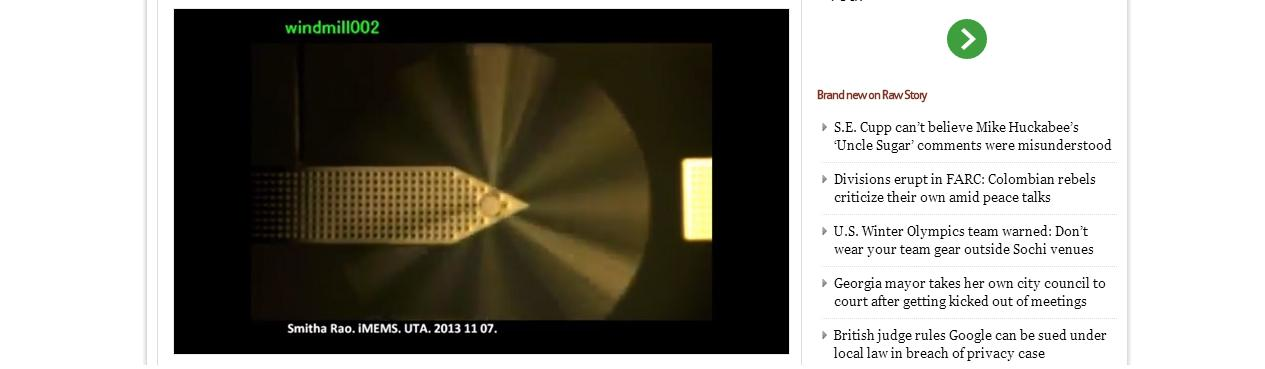 windmill002
Smitha Rao. iMEMS. UTA. 2013 11 07.
Brand new on Raw Story
S.E. Cupp can’t believe Mike Huckabee’s
‘Uncle Sugar’ comments were misunderstood
Divisions erupt in FARC: Colombian rebels
criticize their own amid peace talks
U.S. Winter Olympics team warned: Don’t
wear your team gear outside Sochi venues
Georgia mayor takes her own city council to
court after getting kicked out of meetings
British judge rules Google can be sued under
local law in breach of privacy case